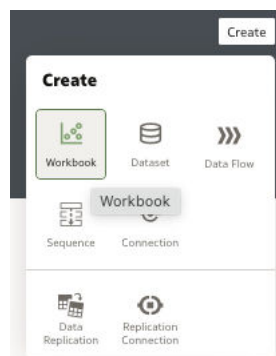 Create
Create
Workbook
Dataset
Data Flow
Workbook
Sequence
Connection
Data
Replication
Replication
Connection